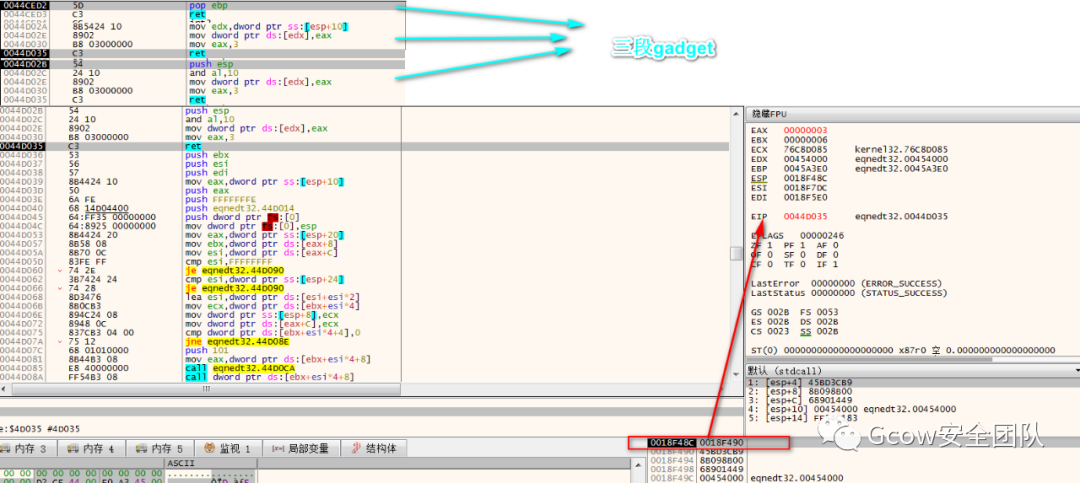 0044CED2 5D pop ebp
0044CED3 C3 ret
0044D02A 8B5424 10 mov edx,dword ptr ss:[esp+10]
0044D02E 8902 mov dword ptr ds:[edx],eax
0044D030 B8 03000000 mov eax,3
0044D035 C3 ret
0044D02B 54 push esp
0044D02C 24 10 and al,10
0044D02E 8902 mov dword ptr ds:[edx],eax
0044D030 B8 03000000 mov eax,3
0044D035 C3 ret
三段gadget
0044D02B 54 push esp
0044D02C 24 10 and al,10
0044D02E 8902 mov dword ptr ds:[edx],eax
0044D030 B8 03000000 mov eax,3
0044D035 C3 ret
0044D036 53 push ebx
0044D037 56 push esi
0044D038 57 push edi
0044D039 8B4424 10 mov eax,dword ptr ss:[esp+10]
0044D03D 50 push eax
0044D03E 6A FE push FFFFFFFE
0044D040 68 14D04400 push eqnedt32.44D014
0044D045 64:FF35 00000000 push dword ptr fs:[0]
0044D04C 64:8925 00000000 mov dword ptr fs:[0],esp
0044D053 8B4424 20 mov eax,dword ptr ss:[esp+20]
0044D057 8B58 08 mov ebx,dword ptr ds:[eax+8]
0044D05A 8B70 0C mov esi,dword ptr ds:[eax+C]
0044D05D 83FE FF cmp esi,FFFFFFFF
0044D060 74 2E je eqnedt32.44D090
0044D062 3B7424 24 cmp esi,dword ptr ss:[esp+24]
0044D066 74 28 je eqnedt32.44D090
0044D068 8D3476 lea esi,dword ptr ds:[esi+esi*2]
0044D06B 8B0CB3 mov ecx,dword ptr ds:[ebx+esi*4]
0044D06E 894C24 08 mov dword ptr ss:[esp+8],ecx
0044D072 8948 0C mov dword ptr ds:[eax+C],ecx
0044D075 837CB3 04 00 cmp dword ptr ds:[ebx+esi*4+4],0
0044D07A 75 12 jne eqnedt32.44D08E
0044D07C 68 01010000 push 101
0044D081 8B44B3 08 mov eax,dword ptr ds:[ebx+esi*4+8]
0044D085 E8 40000000 call eqnedt32.44D0CA
0044D08A FF54B3 08 call dword ptr ds:[ebx+esi*4+8]
隐藏FPU
EAX 00000003
EBX 00000006
ECX 76C8D085 kernel32.76C8D085
EDX 00454000 eqnedt32.00454000
EBP 0045A3E0 eqnedt32.0045A3E0
ESP 0018F48C
ESI 0018F7DC
EDI 0018F5E0
EIP 0044D035 eqnedt32.0044D035
EFLAGS 00000246
ZF 1 PF 1 AF 0
OF 0 SF 0 DF 0
CF 0 TF 0 IF 1
LastError 00000000 (ERROR_SUCCESS)
LastStatus 00000000 (STATUS_SUCCESS)
GS 002B FS 0053
ES 002B DS 002B
CS 0023 SS 002B
ST(0) 00000000000000000000 x87r0 空 0.000000000000000000
默认 (stdcall)
1: [esp+4] 45BD3CB9
2: [esp+8] 8B098B00
3: [esp+C] 68901449
4: [esp+10] 00454000 eqnedt32.00454000
5: [esp+14]
e:$4D035 #4D035
内存 3 内存 4 内存 5 监视 1 局部变量 结构体
ASCII
0018F48C 0018F490
0018F490 45BD3CB9
0018F494 8B098B00
0018F498 68901449
0018F49C 00454000 eqnedt32.00454000
Gcow安全团队